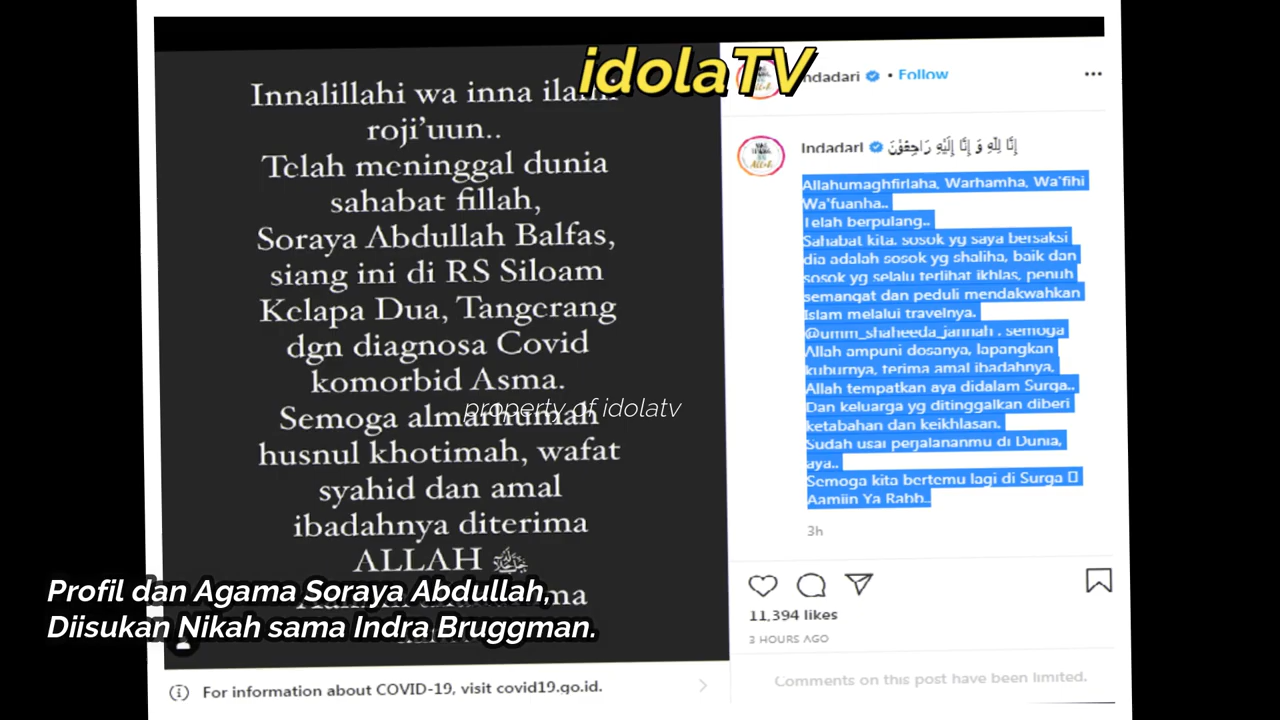 idolaTV
Innalillahi wa inna ilaihi
roji'uun..
Telah meninggal dunia
sahabat fillah,
Soraya Abdullah Balfas,
siang ini di RS Siloam
Kelapa Dua, Tangerang
dgn diagnosa Covid
komorbid Asma.
Semoga almarhumah
husnul khotimah, wafat
syahid dan amal
ibadahnya diterima
ALLAH ﷻ
property of idolatv
Profil dan Agama Soraya Abdullah,
Diisukan Nikah sama Indra Bruggman.
For information about COVID-19, visit covid19.go.id.
indadari • Follow
indadari إِنَّا لِلّٰهِ وَ إِنَّا إِلَيْهِ رَاجِعُوْنَ
Allahumaghfirlaha, Warhamha, Wa'fihi
Wa'fuanha..
Telah berpulang..
Sahabat kita, sosok yg saya bersaksi
dia adalah sosok yg shaliha, baik dan
sosok yg selalu terlihat ikhlas, penuh
semangat dan peduli mendakwahkan
Islam melalui travelnya.
@umm_shaheeda_jannah , semoga
Allah ampuni dosanya, lapangkan
kuburnya, terima amal ibadahnya,
Allah tempatkan aya didalam Surga..
Dan keluarga yg ditinggalkan diberi
ketabahan dan keikhlasan.
Sudah usai perjalananmu di Dunia,
aya..
Semoga kita bertemu lagi di Surga
Aamiin Ya Rabb..
3h
11,394 likes
3 HOURS AGO
Comments on this post have been limited.